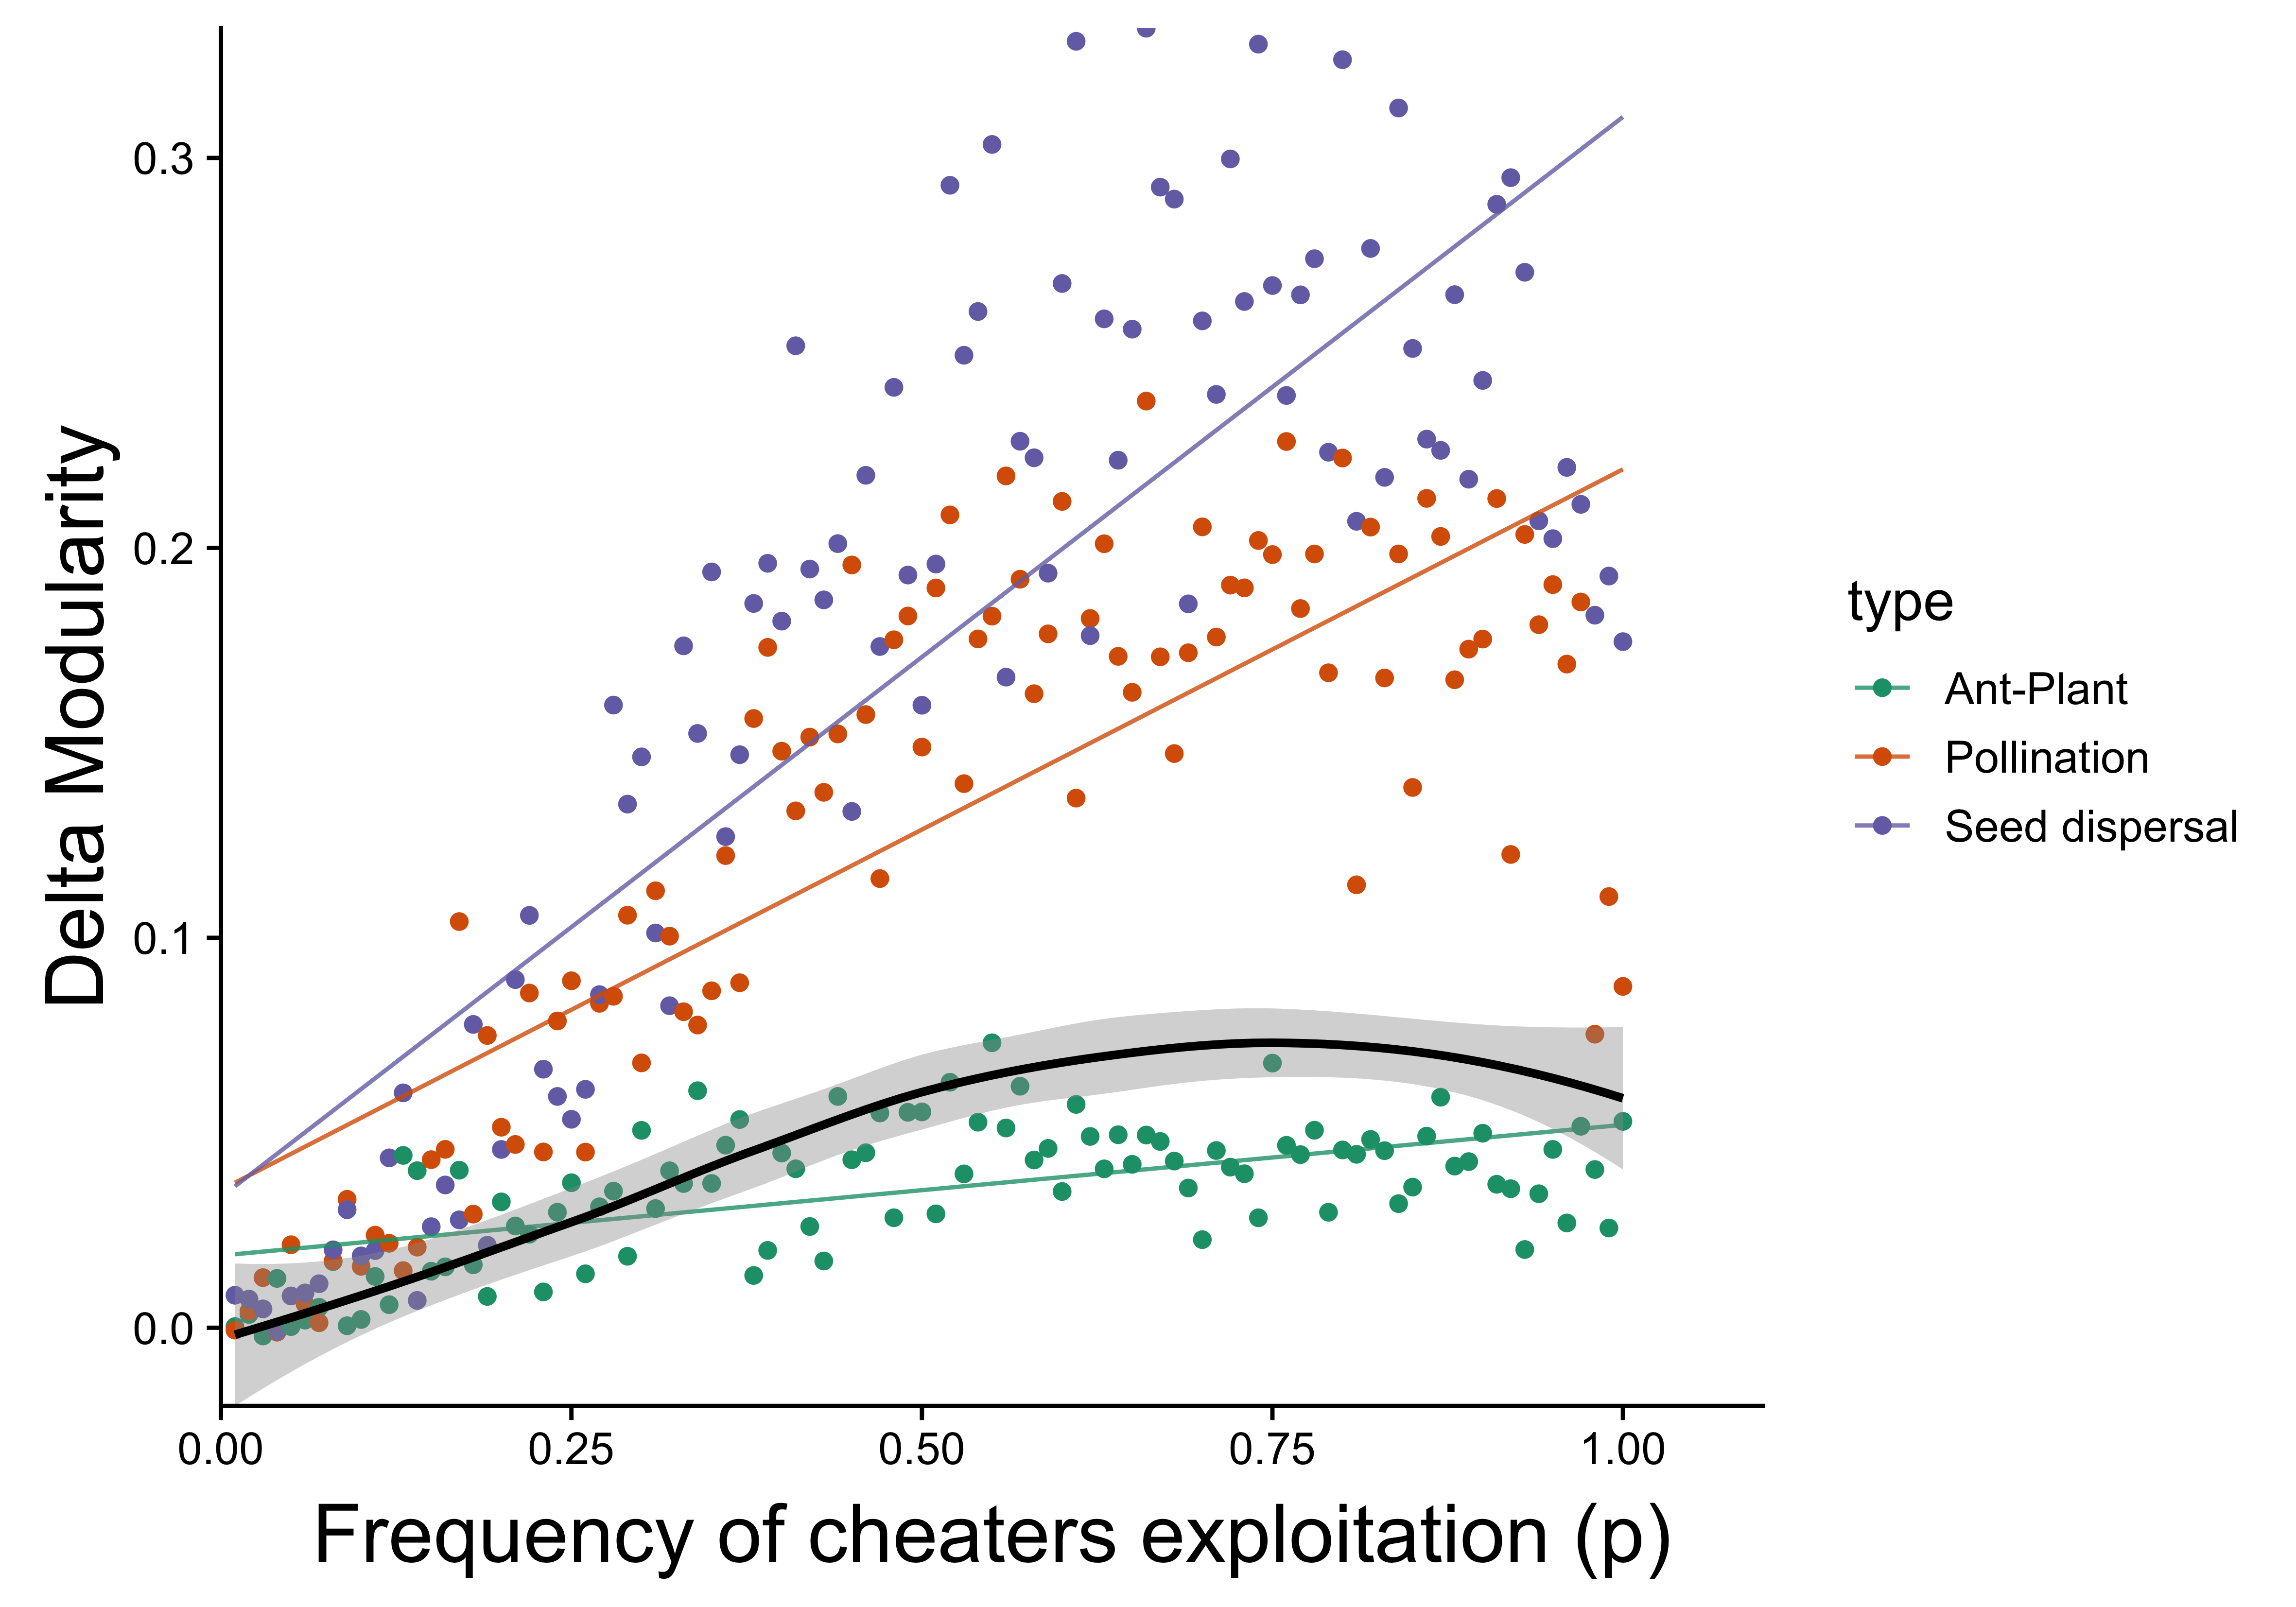 Delta Modularity
0.3
0.2
0.1
0.0
0.00 0.25 0.50 0.75 1.00
Frequency of cheaters exploitation (p)
type
Ant-Plant
Pollination
Seed dispersal